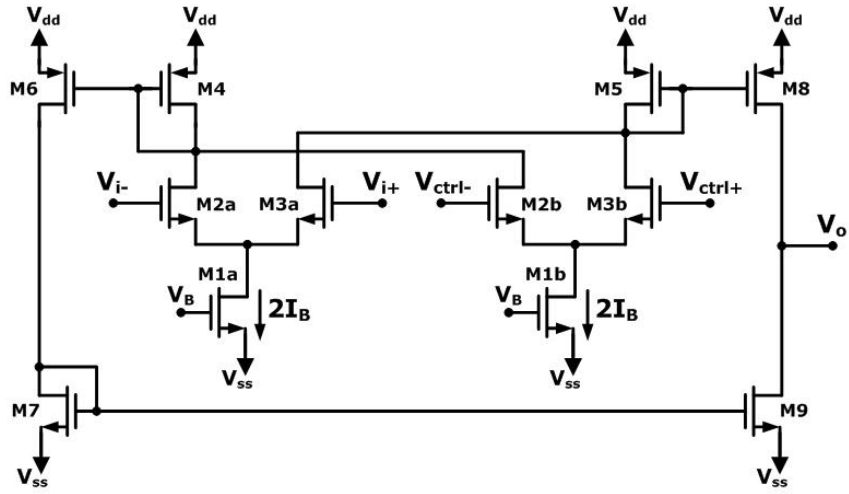 Vdd
Vdd
Vdd
Vdd
M6
M4
M5
M8
Vi-
M2a
M3a
Vi+
Vctrl-
M2b
M3b
Vctrl+
Vo
M1a
M1b
VB
2IB
VB
2IB
Vss
Vss
M7
M9
Vss
Vss